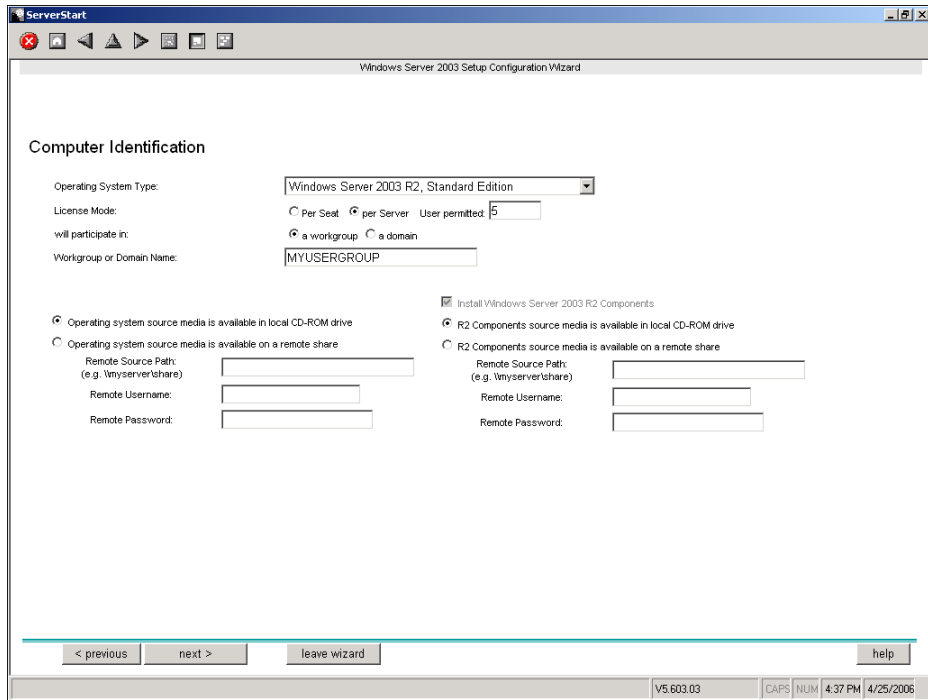 ServerStart
Windows Server 2003 Setup Configuration Wizard
Computer Identification
Operating System Type: Windows Server 2003 R2, Standard Edition
License Mode: Per Seat per Server User permitted: 5
will participate in: a workgroup a domain
Workgroup or Domain Name: MYUSERGROUP
Install Windows Server 2003 R2 Components
Operating system source media is available in local CD-ROM drive
R2 Components source media is available in local CD-ROM drive
Operating system source media is available on a remote share
R2 Components source media is available on a remote share
Remote Source Path:
(e.g. \\myserver\share)
Remote Source Path:
(e.g. \\myserver\share)
Remote Username:
Remote Username:
Remote Password:
Remote Password:
< previous next > leave wizard help
V5.603.03 CAPS NUM 4:37 PM 4/25/2006